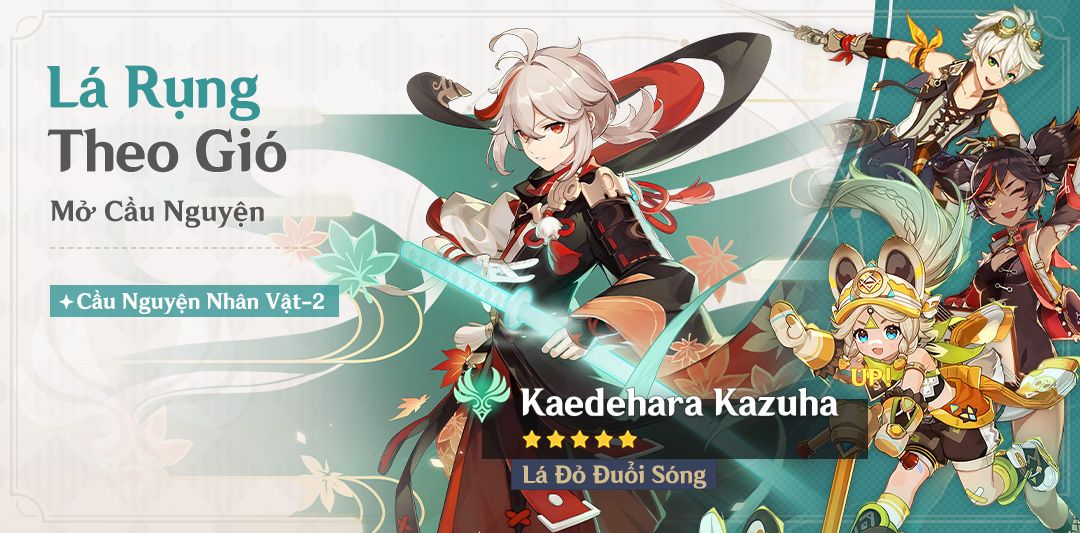 Lá Rụng
Theo Gió
Mở Cầu Nguyện
Cầu Nguyện Nhân Vật-2
UP!
Kaedehara Kazuha
Lá Đỏ Đuổi Sóng